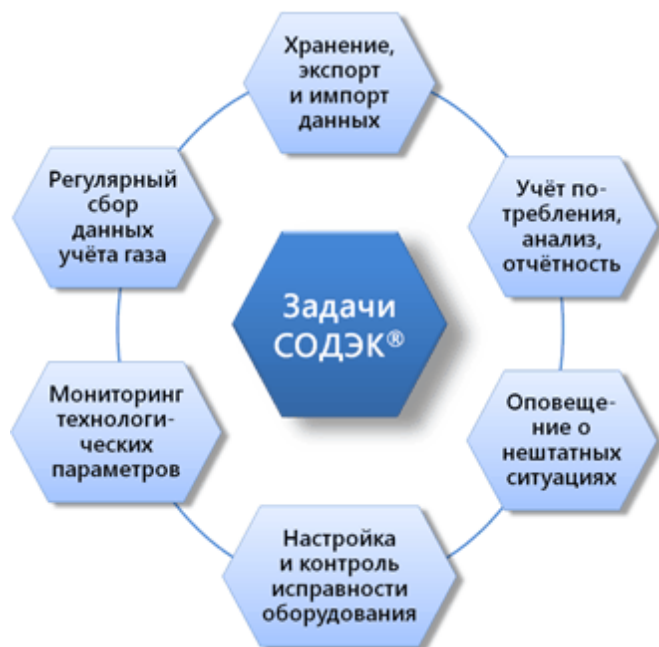 Хранение,
экспорт
и импорт
данных
Регулярный
сбор
данных
учёта газа
Учёт по-
требления,
анализ,
отчётность
Задачи
СОДЭК®
Мониторинг
технологи-
ческих
параметров
Оповеще-
ние о
нештатных
ситуациях
Настройка
и контроль
исправности
оборудования